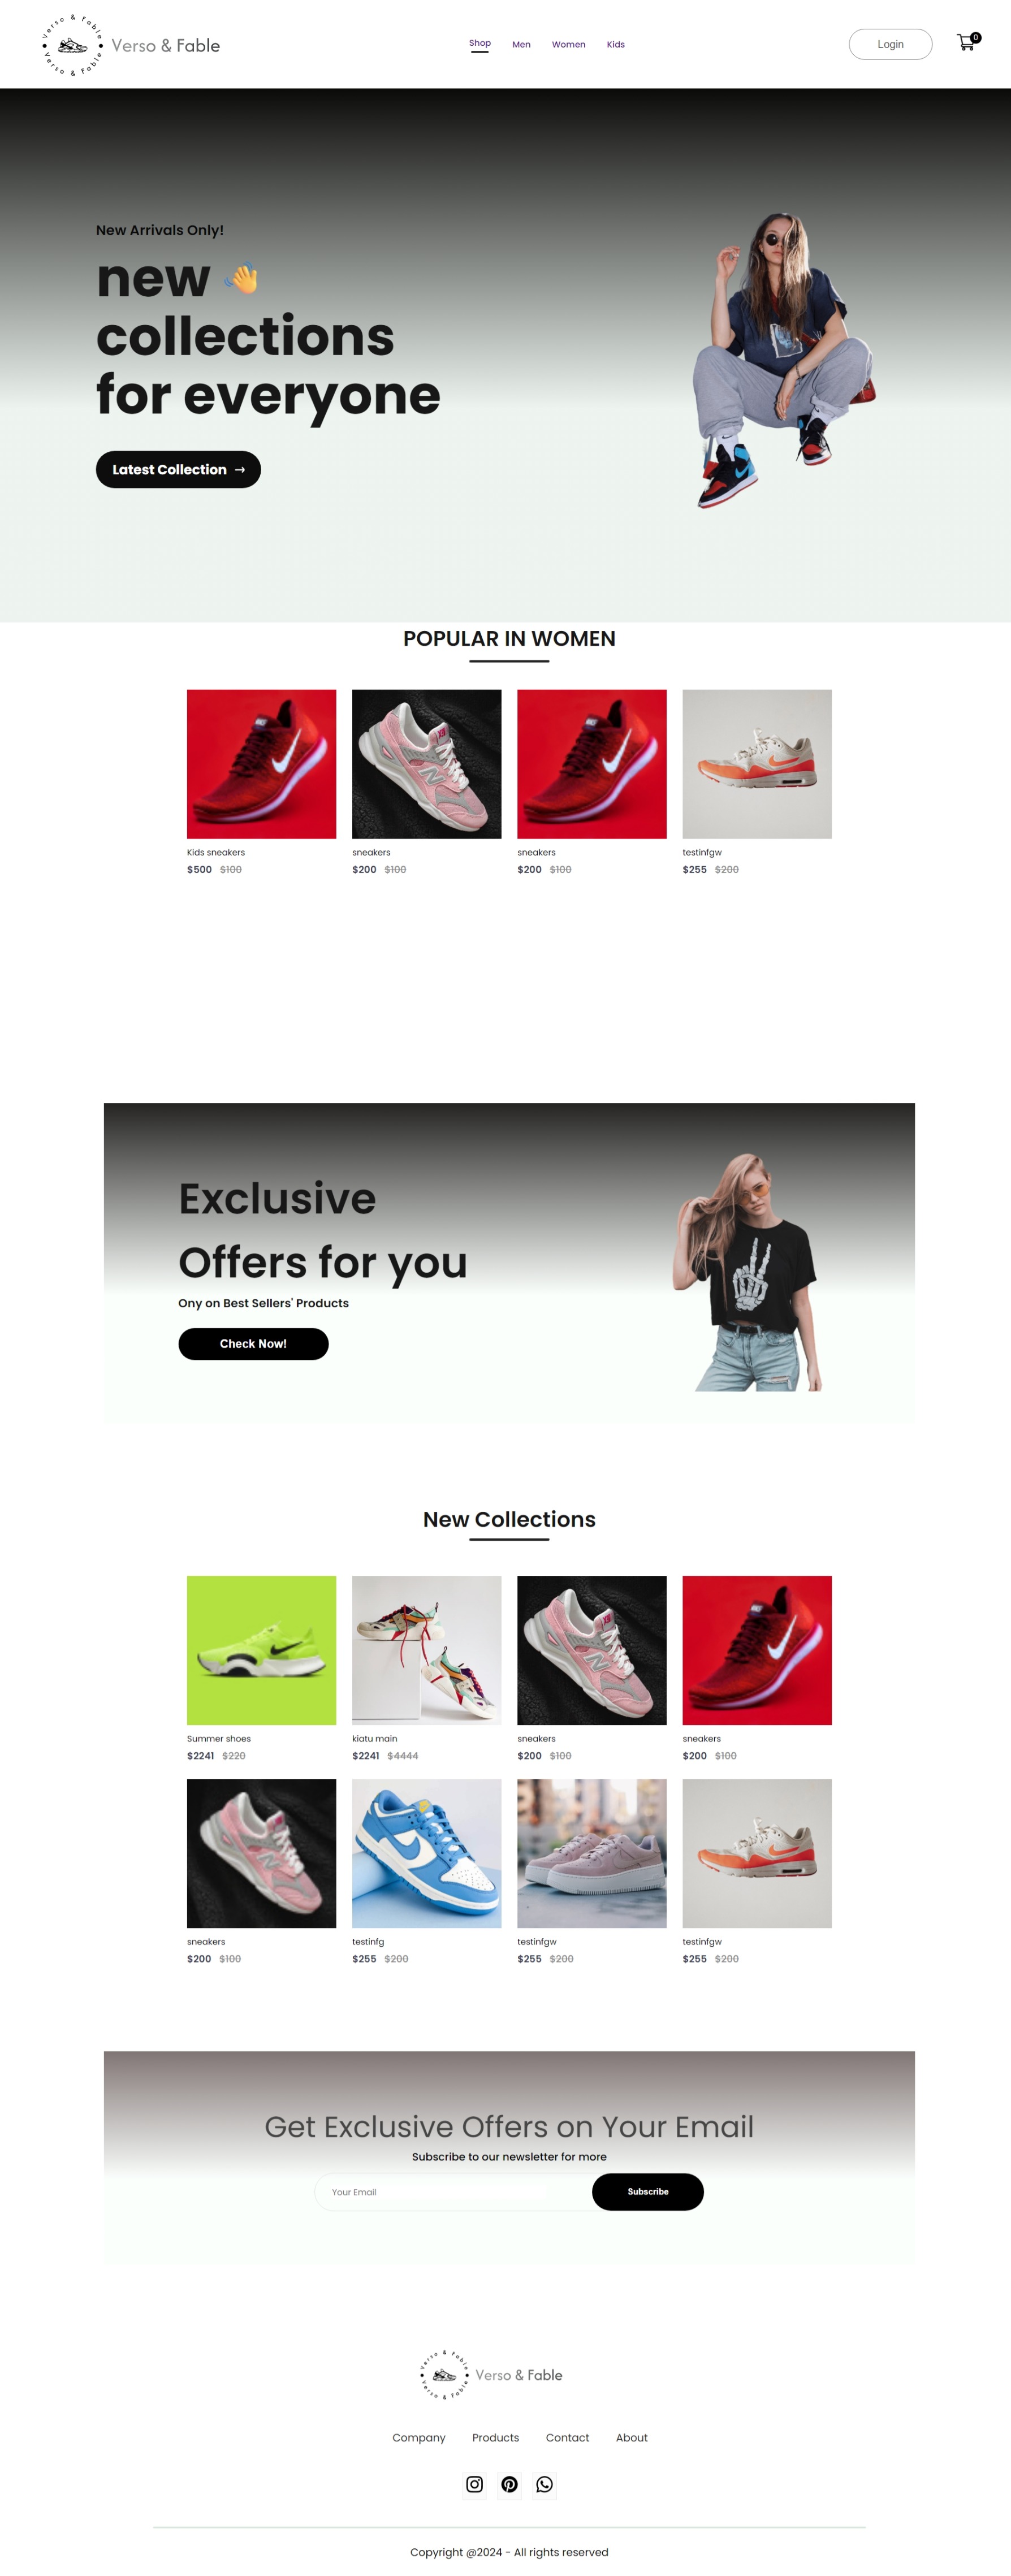 Verso & Fable
Verso & Fable
Verso & Fable
Shop
Men
Women
Kids
Login
0
New Arrivals Only!
new 👋
collections
for everyone
Latest Collection →
POPULAR IN WOMEN
Kids sneakers
$500 $100
sneakers
$200 $100
sneakers
$200 $100
testinfgw
$255 $200
Exclusive
Offers for you
Ony on Best Sellers' Products
Check Now!
New Collections
Summer shoes
$2241 $220
kiatu main
$2241 $4444
sneakers
$200 $100
sneakers
$200 $100
sneakers
$200 $100
testinfg
$255 $200
testinfgw
$255 $200
testinfgw
$255 $200
Get Exclusive Offers on Your Email
Subscribe to our newsletter for more
Your Email
Subscribe
Verso & Fable
Verso & Fable
Verso & Fable
Company
Products
Contact
About
Copyright @2024 - All rights reserved